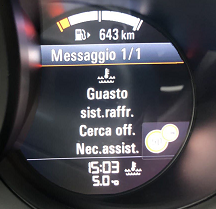 643 km
Messaggio 1/1
Guasto
sist.raffr.
Cerca off.
Nec.assist.
15:03
5.0°C